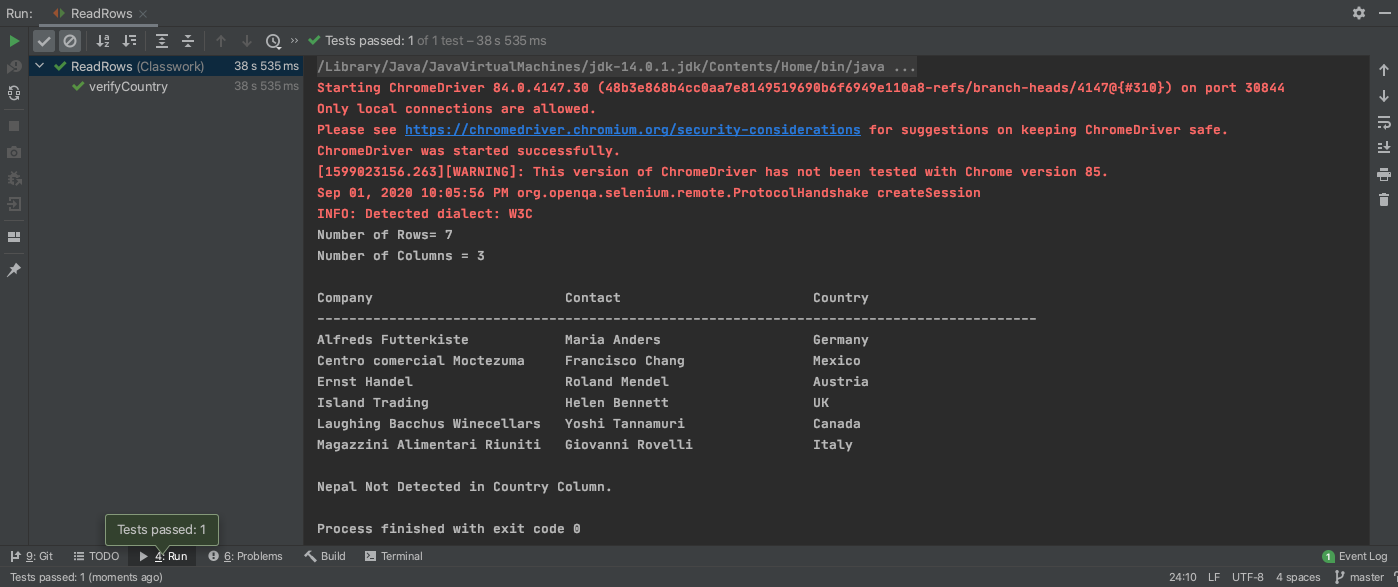 Run: ReadRows
Tests passed: 1 of 1 test – 38 s 535 ms
ReadRows (Classwork) 38 s 535 ms
verifyCountry 38 s 535 ms
/Library/Java/JavaVirtualMachines/jdk-14.0.1.jdk/Contents/Home/bin/java ...
Starting ChromeDriver 84.0.4147.30 (48b3e868b4cc0aa7e8149519690b6f6949e110a8-refs/branch-heads/4147@{#310}) on port 30844
Only local connections are allowed.
Please see https://chromedriver.chromium.org/security-considerations for suggestions on keeping ChromeDriver safe.
ChromeDriver was started successfully.
[1599023156.263][WARNING]: This version of ChromeDriver has not been tested with Chrome version 85.
Sep 01, 2020 10:05:56 PM org.openqa.selenium.remote.ProtocolHandshake createSession
INFO: Detected dialect: W3C
Number of Rows= 7
Number of Columns = 3
Company Contact Country
------------------------------------------------------------------------------------------
Alfreds Futterkiste Maria Anders Germany
Centro comercial Moctezuma Francisco Chang Mexico
Ernst Handel Roland Mendel Austria
Island Trading Helen Bennett UK
Laughing Bacchus Winecellars Yoshi Tannamuri Canada
Magazzini Alimentari Riuniti Giovanni Rovelli Italy
Nepal Not Detected in Country Column.
Process finished with exit code 0
Tests passed: 1
9: Git TODO 4: Run 6: Problems Build Terminal 1 Event Log
Tests passed: 1 (moments ago) 24:10 LF UTF-8 4 spaces master